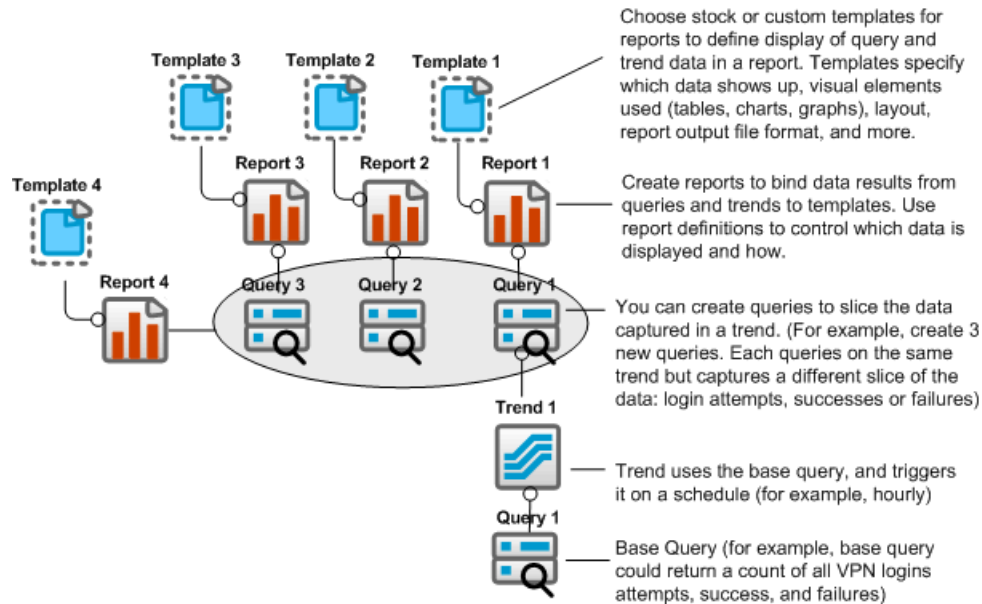 Choose stock or custom templates for
reports to define display of query and
trend data in a report. Templates specify
which data shows up, visual elements
used (tables, charts, graphs), layout,
report output file format, and more.
Template 3
Template 2
Template 1
Report 3
Report 2
Report 1
Create reports to bind data results from
queries and trends to templates. Use
report definitions to control which data is
displayed and how.
Template 4
Report 4
Query 3
Query 2
Query 1
You can create queries to slice the data
captured in a trend. (For example, create 3
new queries. Each queries on the same
trend but captures a different slice of the
data: login attempts, successes or failures)
Trend 1
Trend uses the base query, and triggers
it on a schedule (for example, hourly)
Query 1
Base Query (for example, base query
could return a count of all VPN logins
attempts, success, and failures)